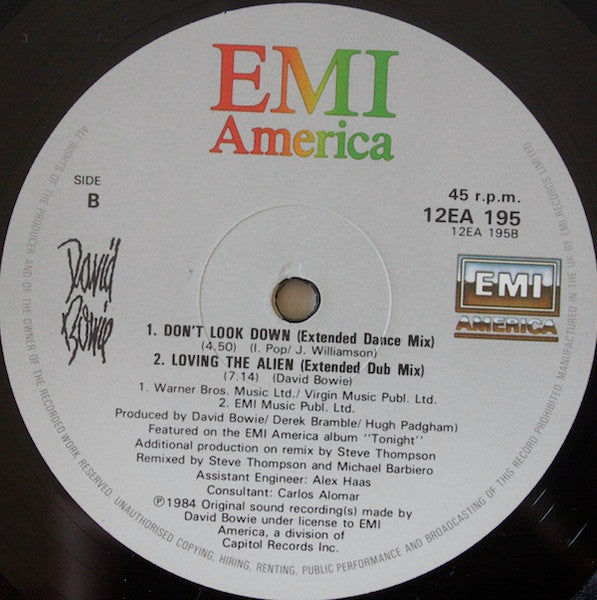 EMI
America
SIDE
B
45 r.p.m.
12EA 195
12EA 195B
David
Bowie
EMI
AMERICA
1. DON'T LOOK DOWN (Extended Dance Mix)
(4.50) (I. Pop/ J. Williamson)
2. LOVING THE ALIEN (Extended Dub Mix)
(7.14) (David Bowie)
1. Warner Bros. Music Ltd./ Virgin Music Publ. Ltd.
2. EMI Music Publ. Ltd.
Produced by David Bowie/ Derek Bramble/ Hugh Padgham)
Featured on the EMI America album "Tonight"
Additional production on remix by Steve Thompson
Remixed by Steve Thompson and Michael Barbiero
Assistant Engineer: Alex Haas
Consultant: Carlos Alomar
Ⓟ1984 Original sound recording(s) made by
David Bowie under license to EMI
America, a division of
Capitol Records Inc.
ALL RIGHTS OF THE PRODUCER AND OF THE OWNER OF THE RECORDED WORK RESERVED. UNAUTHORISED COPYING, HIRING, RENTING, PUBLIC PERFORMANCE AND BROADCASTING OF THIS RECORD PROHIBITED. MANUFACTURED IN THE UK BY EMI RECORDS LIMITED